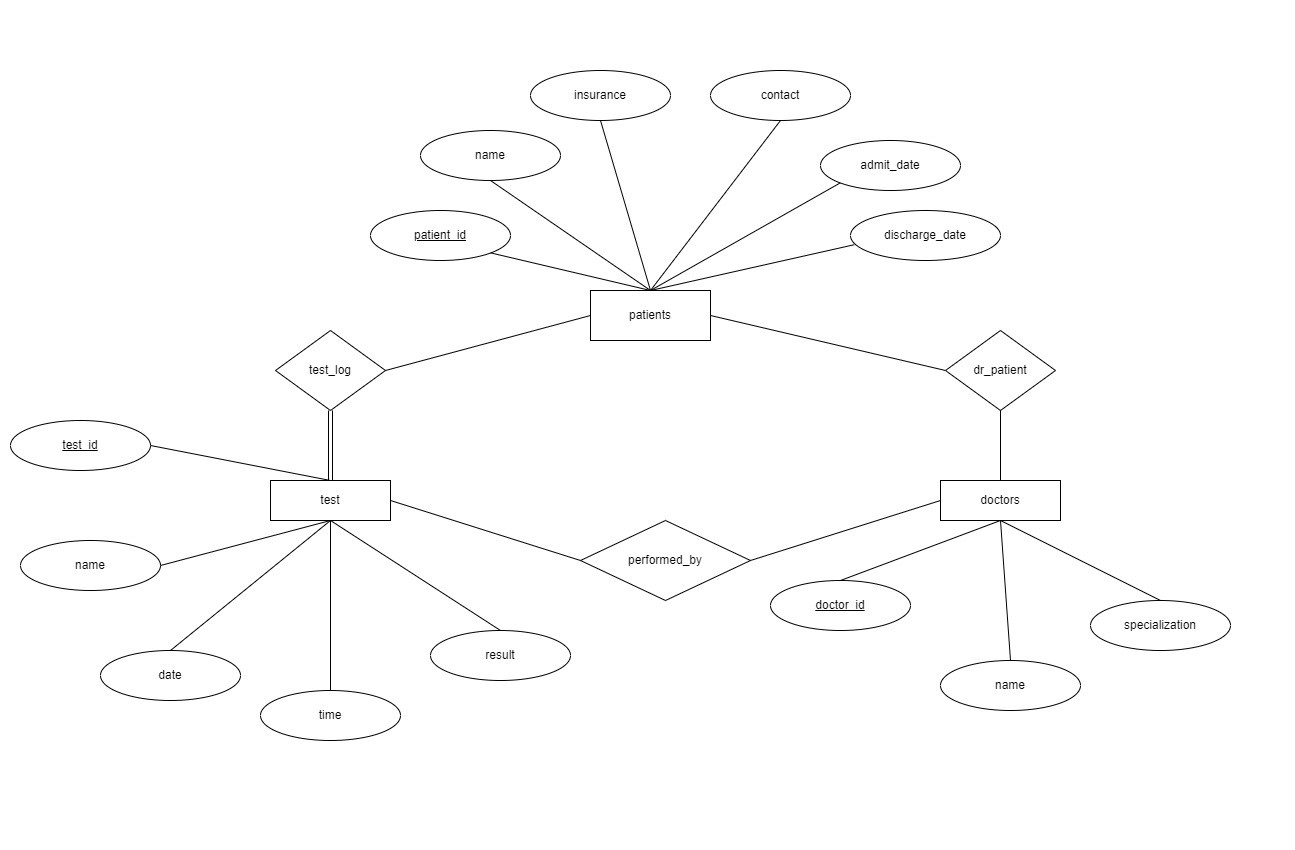 insurance
contact
name
admit_date
patient_id
discharge_date
patients
test_log
dr_patient
test_id
test
doctors
performed_by
name
doctor_id
specialization
result
date
name
time